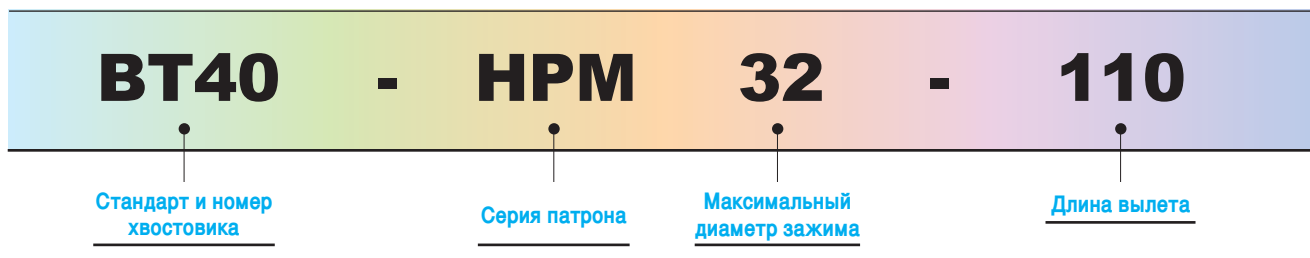 BT40 - HPM 32 - 110
Стандарт и номер
хвостовика
Серия патрона
Максимальный
диаметр зажима
Длина вылета